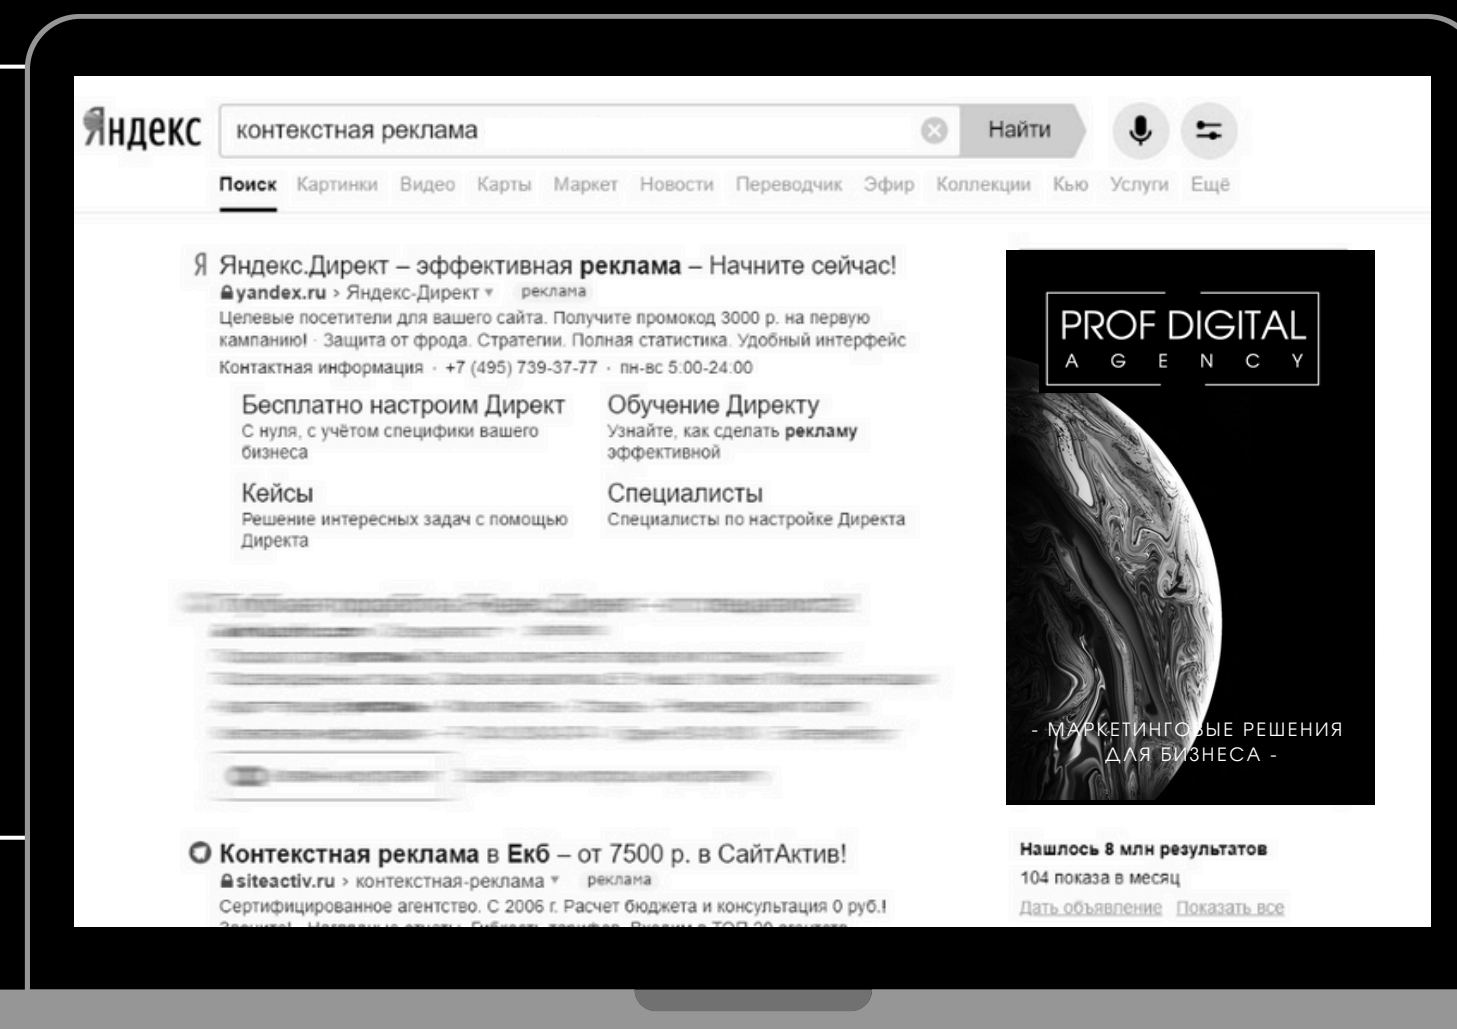 Яндекс
контекстная реклама
Найти
Поиск Картинки Видео Карты Маркет Новости Переводчик Эфир Коллекции Кью Услуги Ещё
Я Яндекс.Директ – эффективная реклама – Начните сейчас!
yandex.ru › Яндекс-Директ реклама
Целевые посетители для вашего сайта. Получите промокод 3000 р. на первую
кампанию! · Защита от фрода. Стратегии. Полная статистика. Удобный интерфейс
Контактная информация · +7 (495) 739-37-77 · пн-вс 5:00-24:00
Бесплатно настроим Директ
С нуля, с учётом специфики вашего
бизнеса
Обучение Директу
Узнайте, как сделать рекламу
эффективной
Кейсы
Решение интересных задач с помощью
Директа
Специалисты
Специалисты по настройке Директа
Контекстная реклама в Екб – от 7500 р. в СайтАктив!
siteactiv.ru › контекстная-реклама реклама
Сертифицированное агентство. С 2006 г. Расчет бюджета и консультация 0 руб.!
PROF DIGITAL
AGENCY
- МАРКЕТИНГОВЫЕ РЕШЕНИЯ
ДЛЯ БИЗНЕСА -
Нашлось 8 млн результатов
104 показа в месяц
Дать объявление Показать все